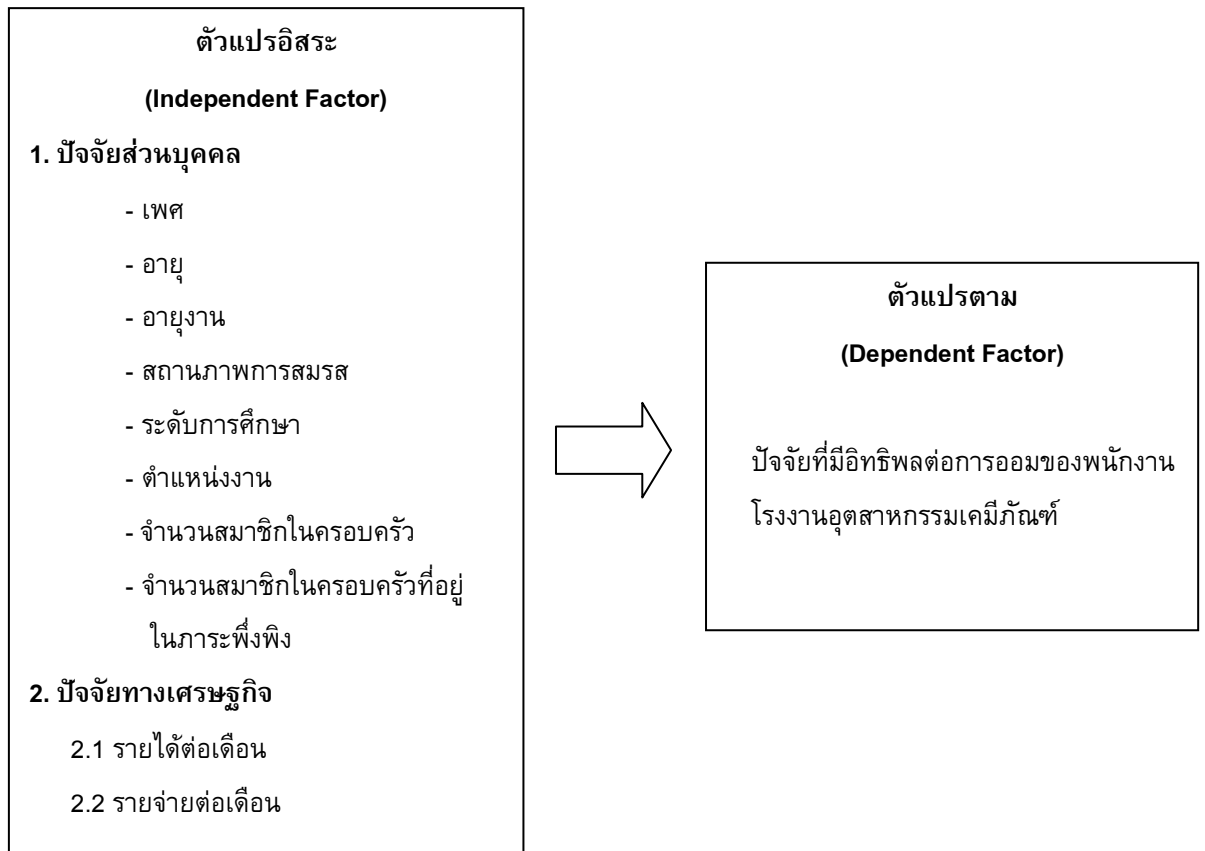 ตัวแปรอิสระ
(Independent Factor)
1. ปัจจัยส่วนบุคคล
- เพศ
- อายุ
- อายุงาน
- สถานภาพการสมรส
- ระดับการศึกษา
- ตำแหน่งงาน
- จำนวนสมาชิกในครอบครัว
- จำนวนสมาชิกในครอบครัวที่อยู่
ในภาระพึ่งพิง
2. ปัจจัยทางเศรษฐกิจ
2.1 รายได้ต่อเดือน
2.2 รายจ่ายต่อเดือน
ตัวแปรตาม
(Dependent Factor)
ปัจจัยที่มีอิทธิพลต่อการออมของพนักงาน
โรงงานอุตสาหกรรมเคมีภัณฑ์